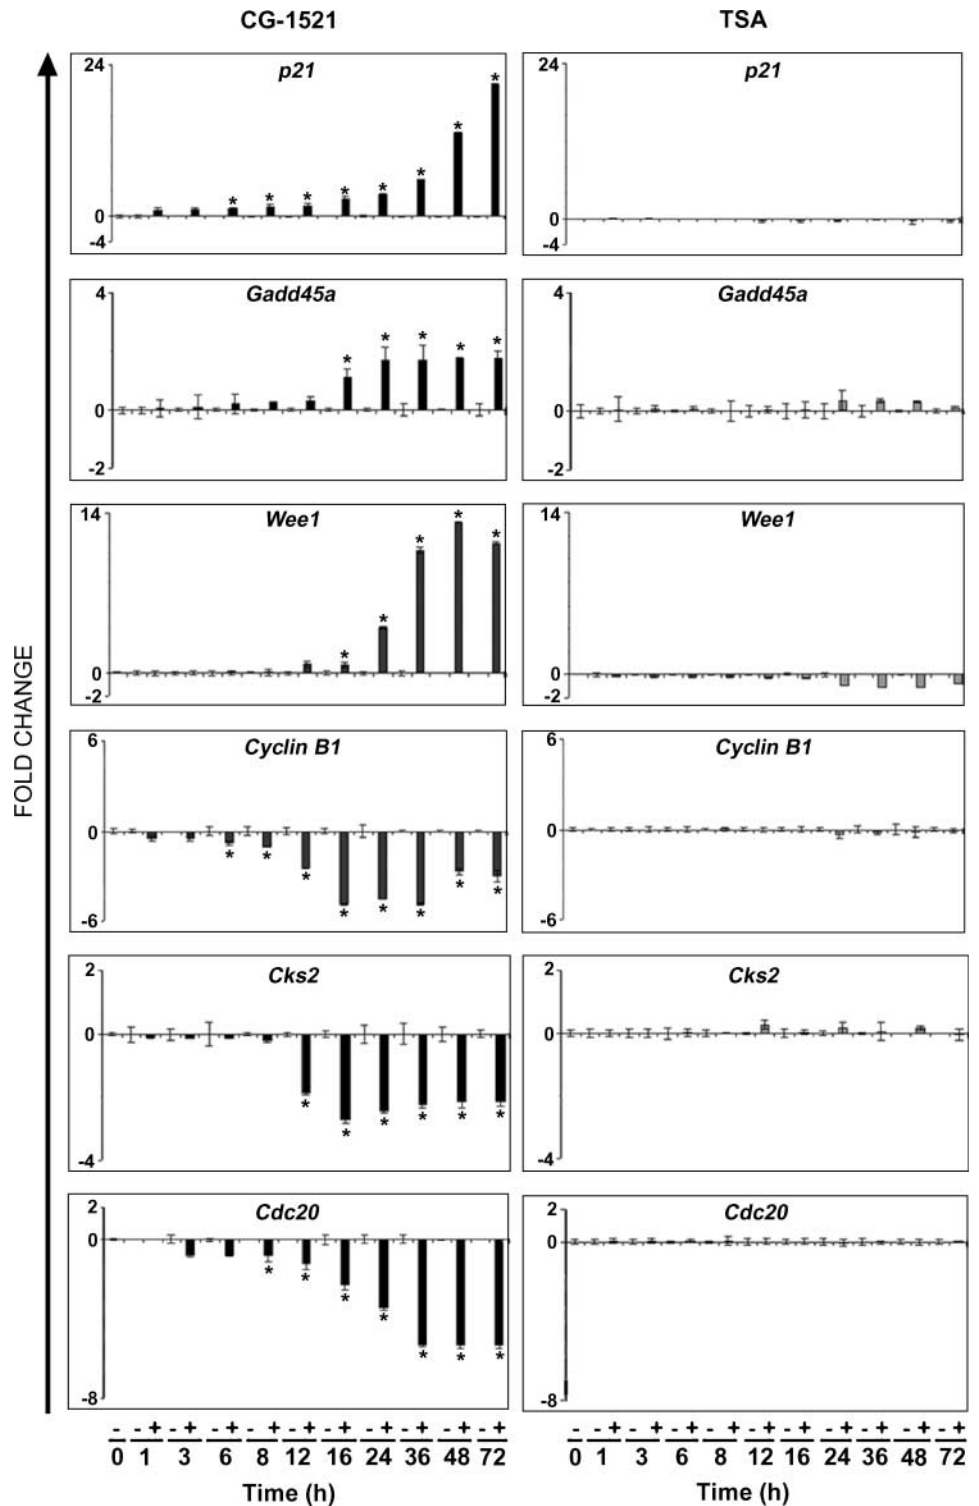 CG-1521 TSA
FOLD CHANGE
p21 p21
24 24
* * * * * * * *
0 0
-4 -4
Gadd45a Gadd45a
4 4
* * * * *
0 0
-2 -2
Wee1 Wee1
14 14
* * * * *
0 0
-2 -2
Cyclin B1 Cyclin B1
6 6
0 0
* * * * * * * *
-6 -6
Cks2 Cks2
2 2
0 0
* * * * * *
-4 -4
Cdc20 Cdc20
2 2
0 0
* * * * * * *
-8 -8
- - + - + - + - + - + - + - + - + - + - + - - + - + - + - + - + - + - + - + - + - +
0 1 3 6 8 12 16 24 36 48 72 0 1 3 6 8 12 16 24 36 48 72
Time (h) Time (h)